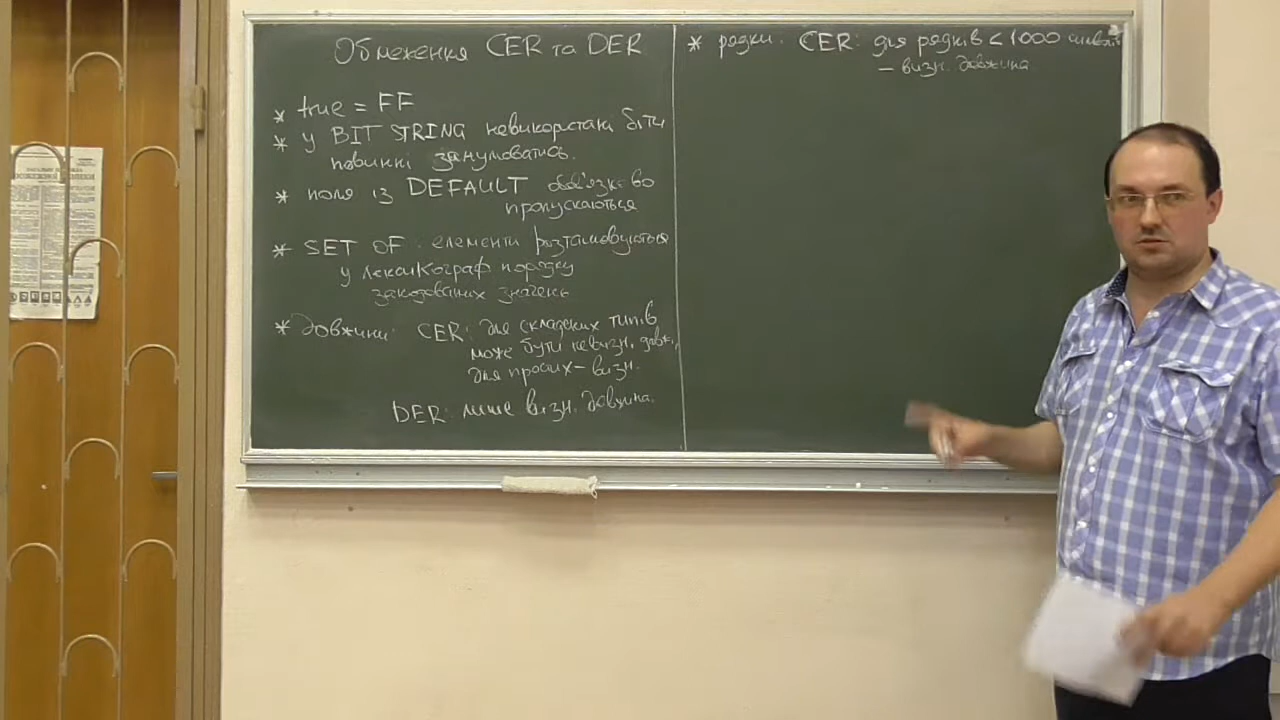 Обмеження CER та DER
* true = FF
* у BIT STRING невикорстані біти
повинні занулюватись.
* поля із DEFAULT обов'язково
пропускаються
* SET OF: елементи розташовуються
у лексикограф порядку
закодованих значень
* Довжини: CER: для складених типів
може бути невизн. довж.,
для простих – визн.
DER: лише визн. довжина.
* рядки. CER: для рядків < 1000 символ
– визн. довжина